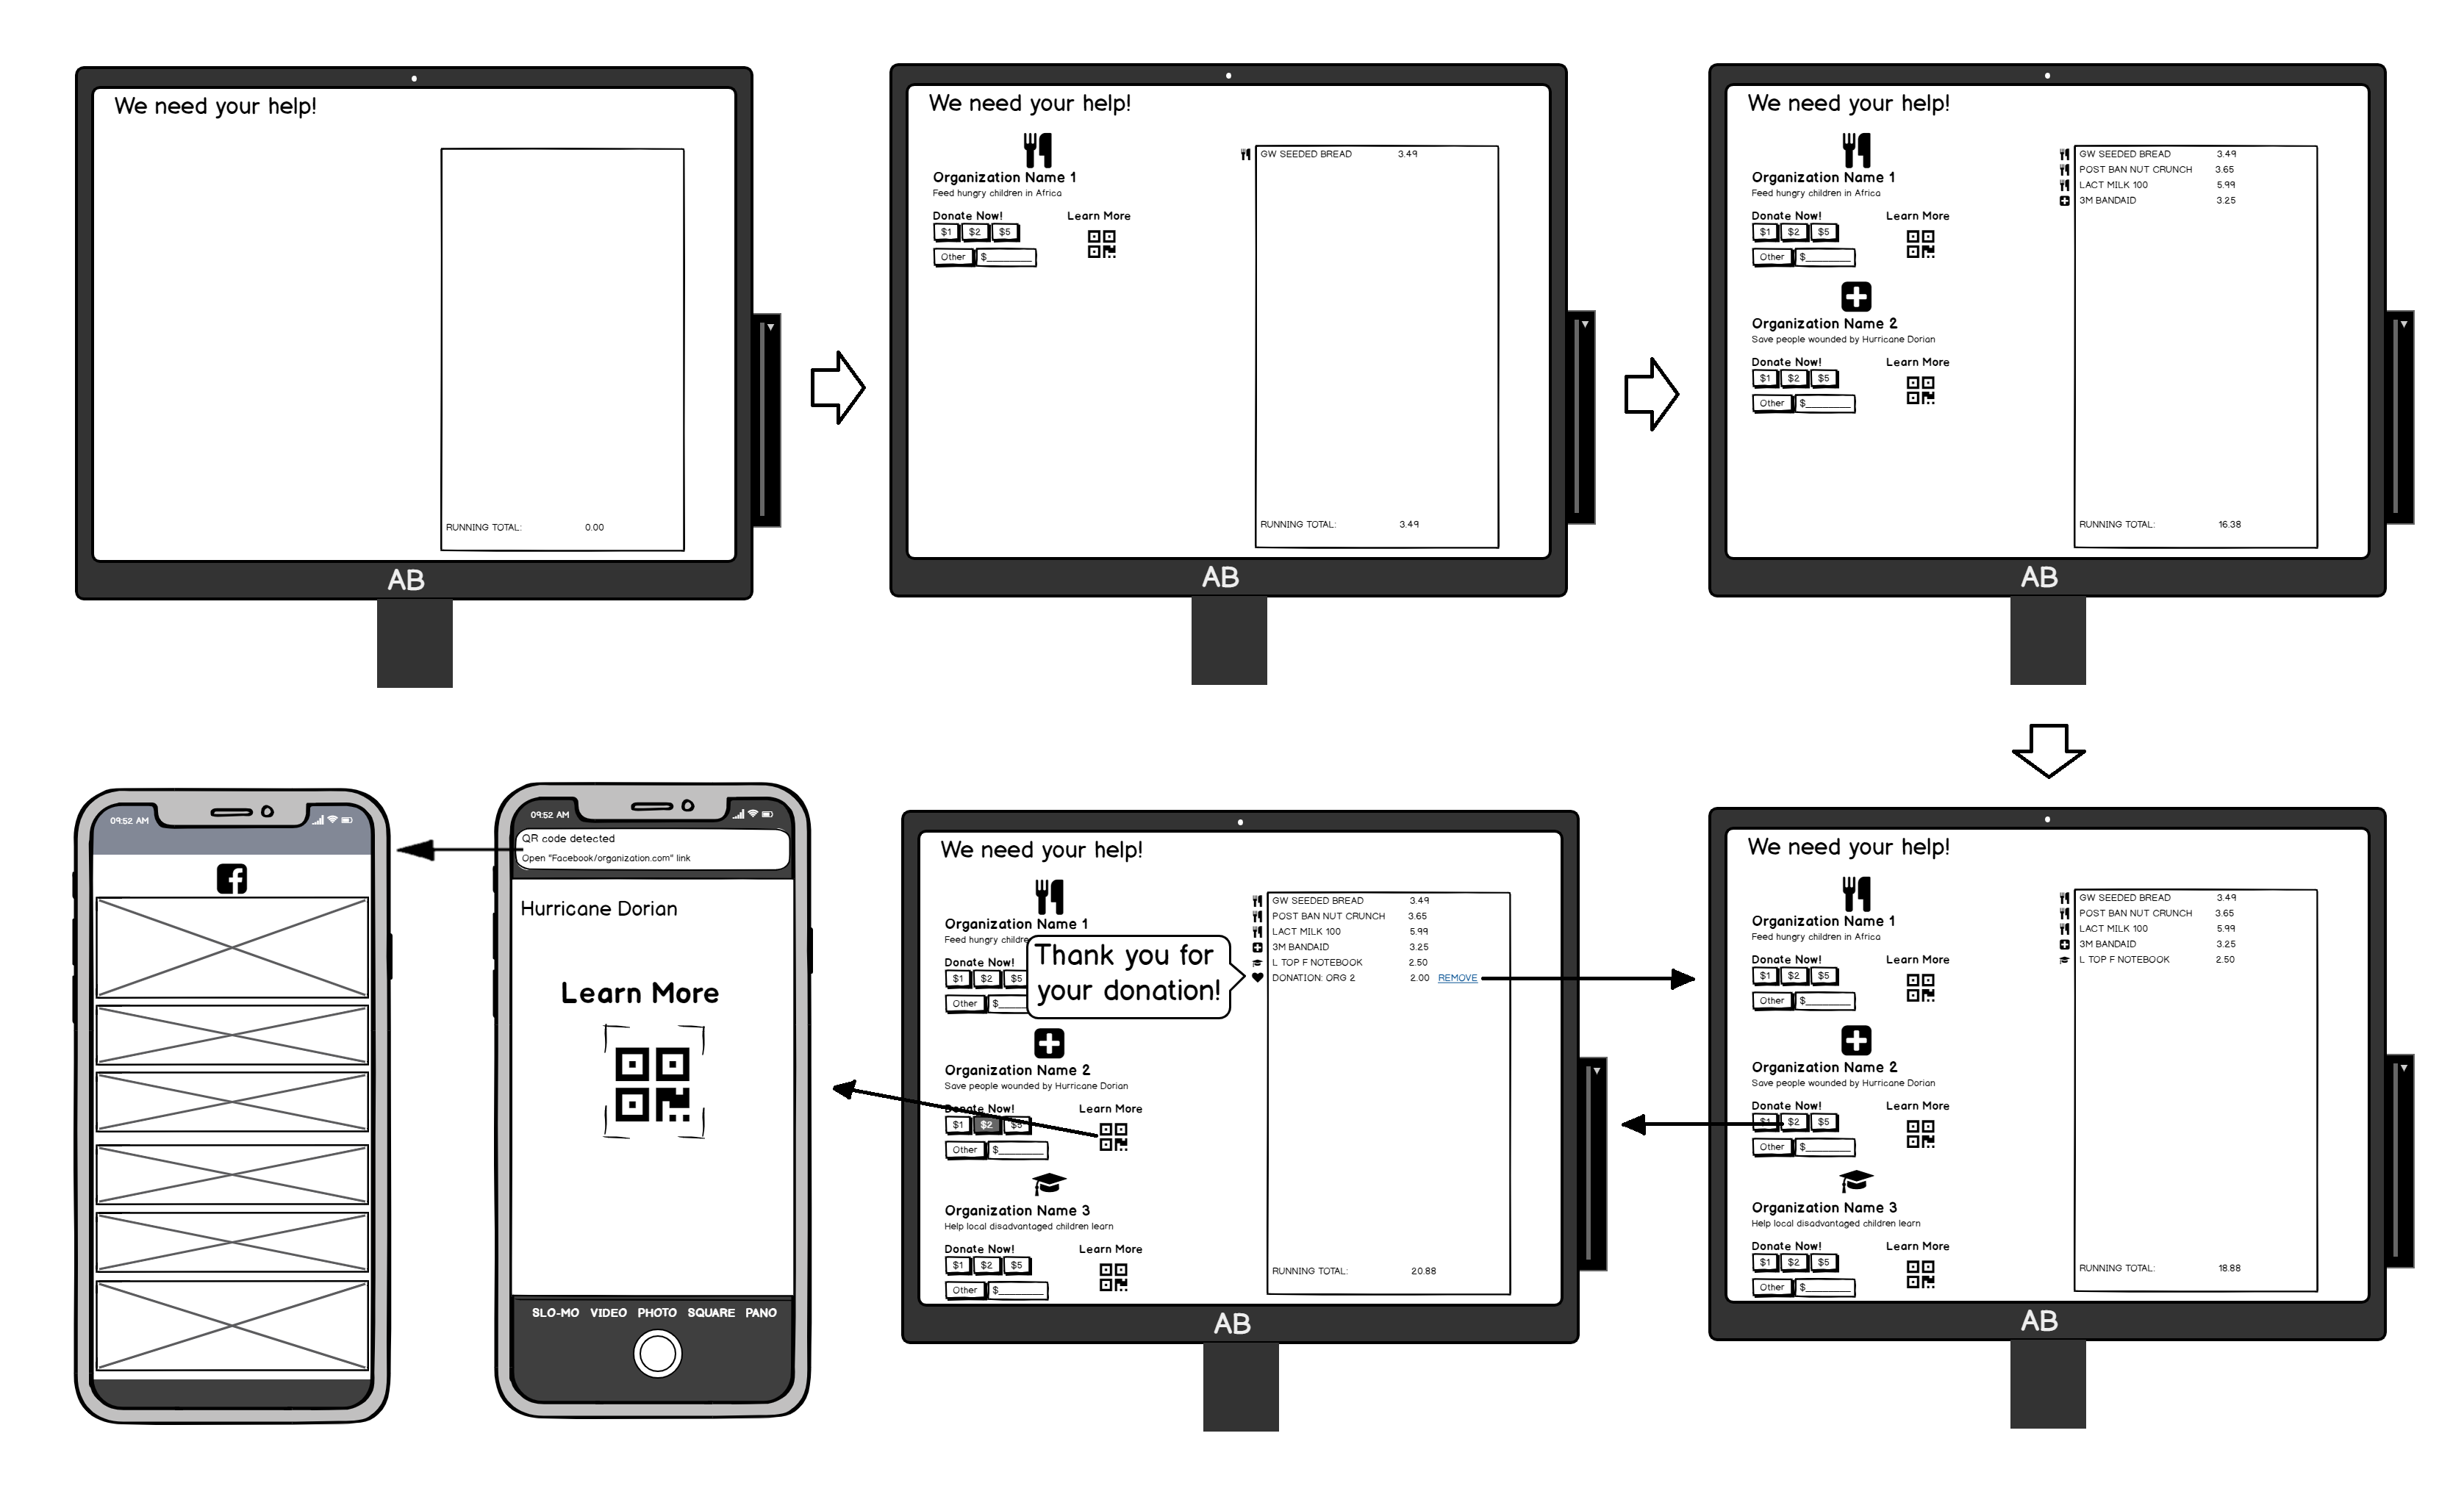 We need your help!
RUNNING TOTAL: 0.00
AB
We need your help!
Organization Name 1
Feed hungry children in Africa
Donate Now! Learn More
$1 $2 $5
Other $________
GW SEEDED BREAD 3.49
RUNNING TOTAL: 3.49
AB
We need your help!
Organization Name 1
Feed hungry children in Africa
Donate Now! Learn More
$1 $2 $5
Other $________
Organization Name 2
Save people wounded by Hurricane Dorian
Donate Now! Learn More
$1 $2 $5
Other $________
GW SEEDED BREAD 3.49
POST BAN NUT CRUNCH 3.65
LACT MILK 100 5.99
3M BANDAID 3.25
RUNNING TOTAL: 16.38
AB
09:52 AM
09:52 AM
QR code detected
Open "Facebook/organization.com" link
Hurricane Dorian
Learn More
SLO-MO VIDEO PHOTO SQUARE PANO
We need your help!
Organization Name 1
Feed hungry childre
Donate Now!
$1 $2 $5
Other $
Thank you for
your donation!
Organization Name 2
Save people wounded by Hurricane Dorian
Donate Now! Learn More
$1 $2 $5
Other $________
Organization Name 3
Help local disadvantaged children learn
Donate Now! Learn More
$1 $2 $5
Other $________
GW SEEDED BREAD 3.49
POST BAN NUT CRUNCH 3.65
LACT MILK 100 5.99
3M BANDAID 3.25
L TOP F NOTEBOOK 2.50
DONATION: ORG 2 2.00 REMOVE
RUNNING TOTAL: 20.88
AB
We need your help!
Organization Name 1
Feed hungry children in Africa
Donate Now! Learn More
$1 $2 $5
Other $________
Organization Name 2
Save people wounded by Hurricane Dorian
Donate Now! Learn More
$1 $2 $5
Other $________
Organization Name 3
Help local disadvantaged children learn
Donate Now! Learn More
$1 $2 $5
Other $________
GW SEEDED BREAD 3.49
POST BAN NUT CRUNCH 3.65
LACT MILK 100 5.99
3M BANDAID 3.25
L TOP F NOTEBOOK 2.50
RUNNING TOTAL: 18.88
AB